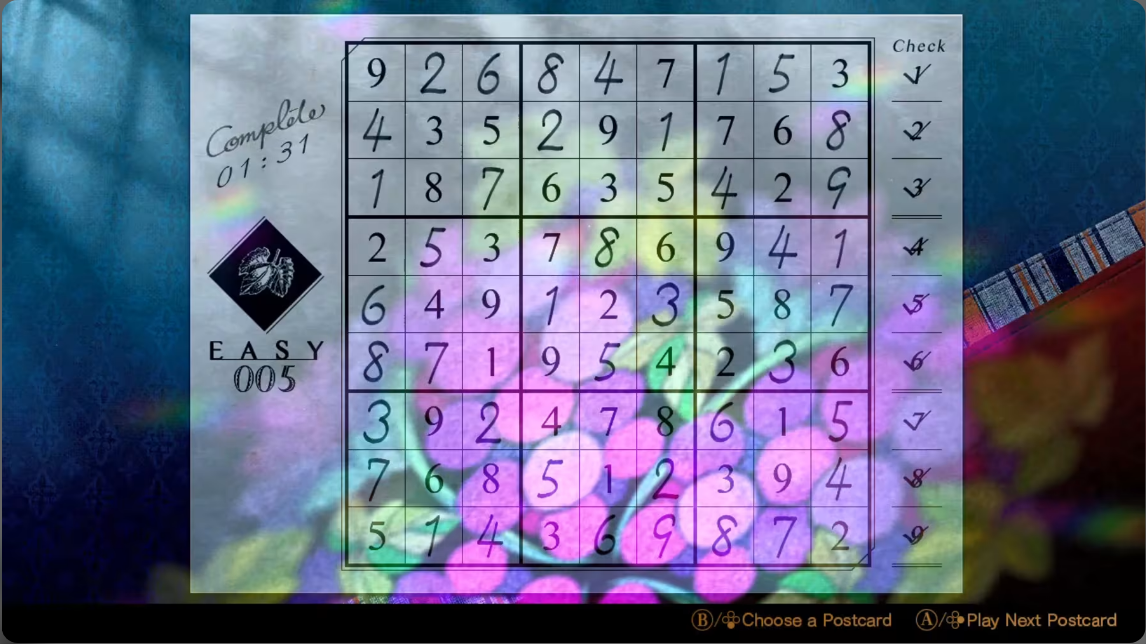 Check
9 2 6 8 4 7 1 5 3 1
4 3 5 2 9 1 7 6 8 2
1 8 7 6 3 5 4 2 9 3
Complete
01:31
2 5 3 7 8 6 9 4 1 4
6 4 9 1 2 3 5 8 7 5
8 7 1 9 5 4 2 3 6 6
EASY
005
3 9 2 4 7 8 6 1 5 7
7 6 8 5 1 2 3 9 4 8
5 1 4 3 6 9 8 7 2 9
B/Choose a Postcard A/Play Next Postcard